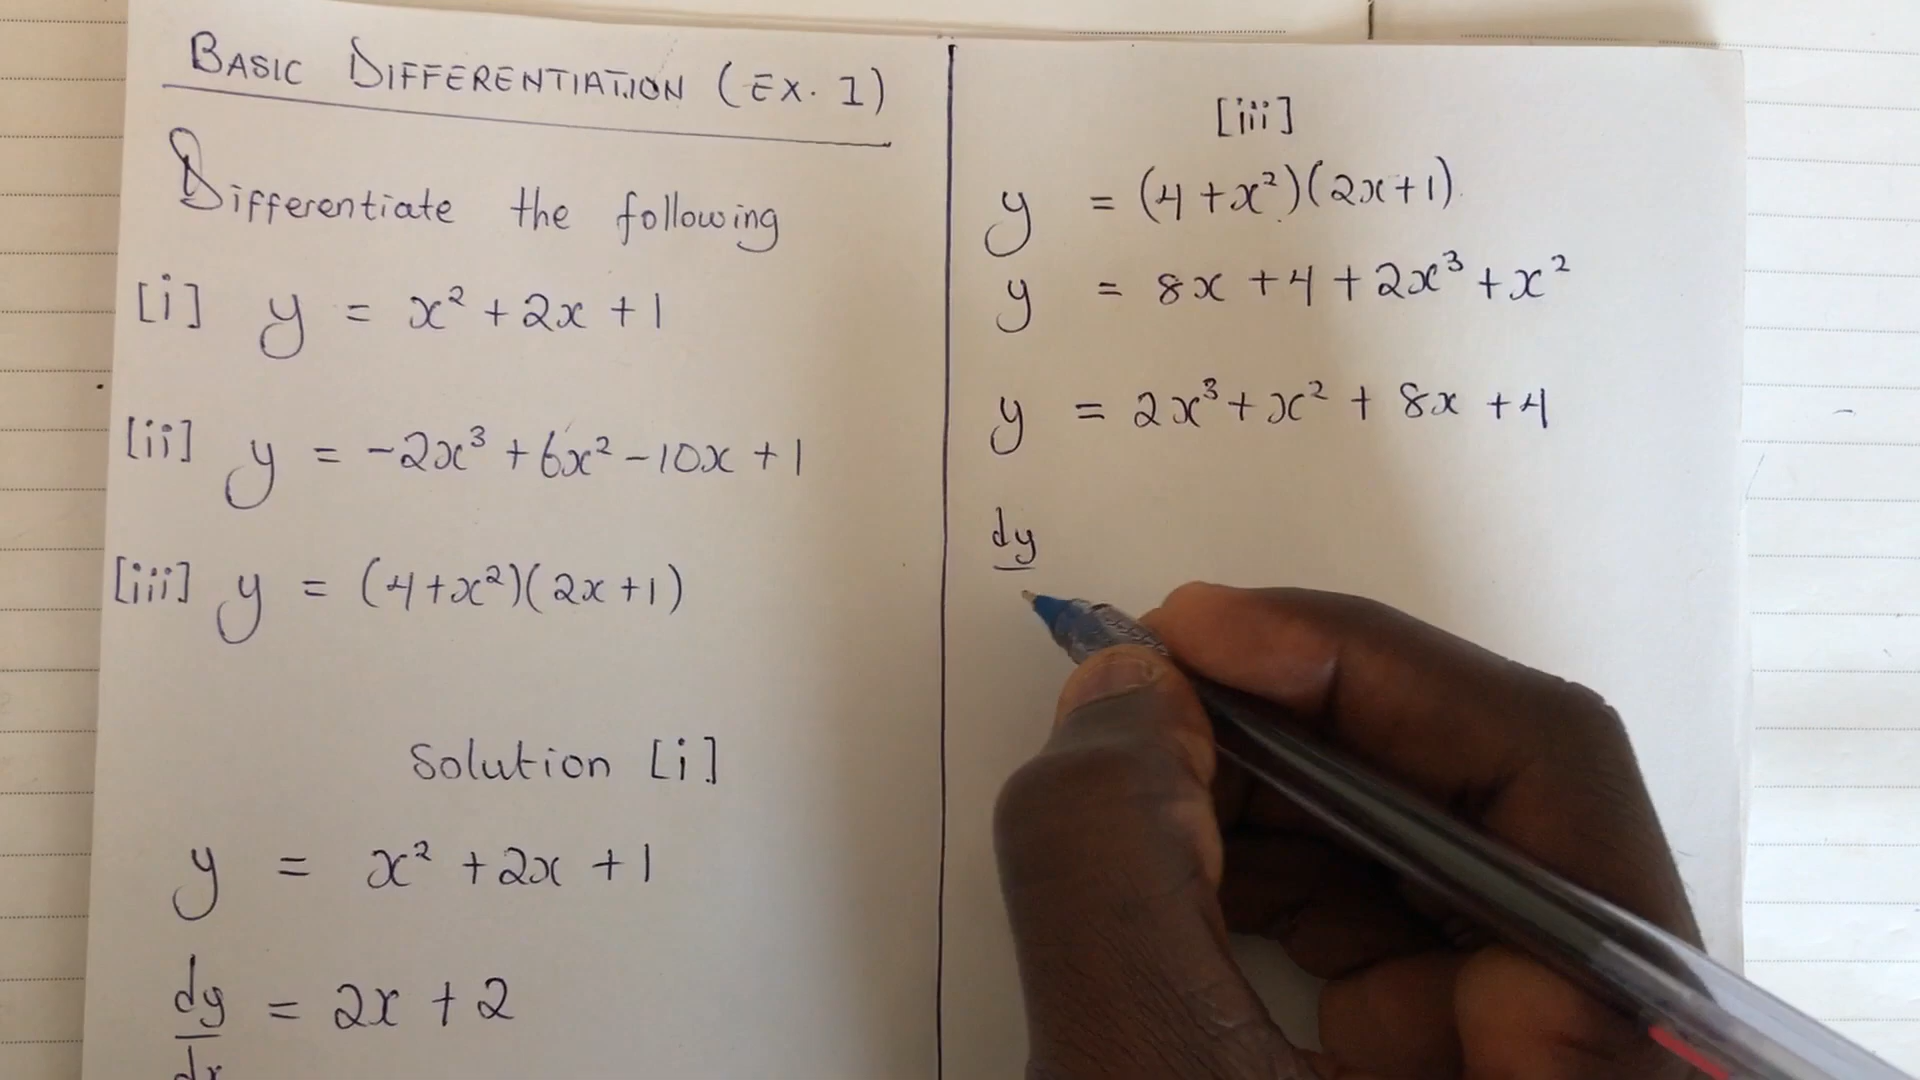 BASIC DIFFERENTIATION (EX. 1)
Differentiate the following
[i] y = x² + 2x + 1
[ii] y = -2x³ + 6x² - 10x + 1
[iii] y = (4 + x²)(2x + 1)
Solution [i]
y = x² + 2x + 1
dy = 2x + 2
dx
[iii]
y = (4 + x²)(2x + 1)
y = 8x + 4 + 2x³ + x²
y = 2x³ + x² + 8x + 4
dy